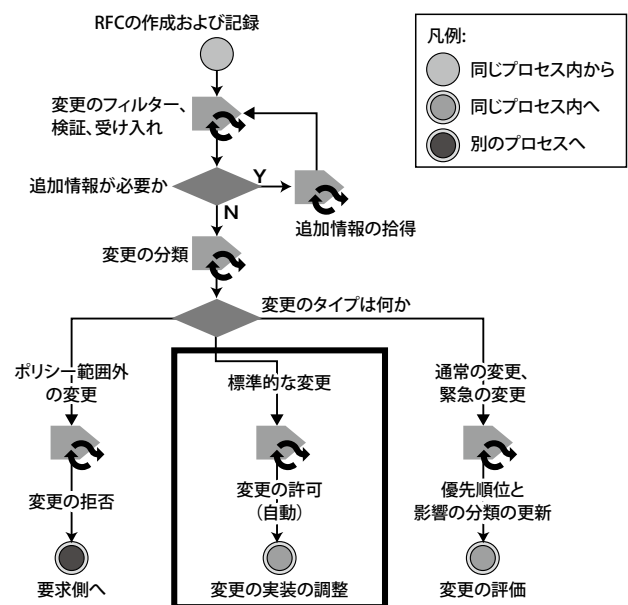 RFCの作成および記録
凡例:
同じプロセス内から
同じプロセス内へ
別のプロセスへ
変更のフィルター、
検証、受け入れ
追加情報が必要か
Y
N
追加情報の拾得
変更の分類
変更のタイプは何か
ポリシー範囲外
の変更
標準的な変更
通常の変更、
緊急の変更
変更の拒否
変更の許可
(自動)
優先順位と
影響の分類の更新
要求側へ
変更の実装の調整
変更の評価